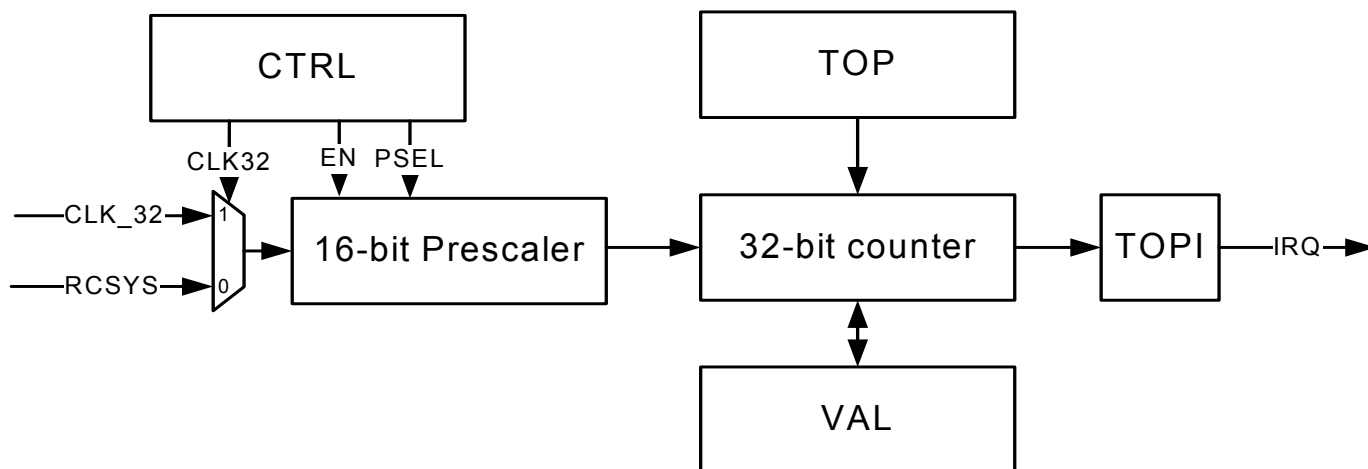 CTRL
TOP
CLK32
EN
PSEL
CLK_32
1
16-bit Prescaler
32-bit counter
TOPI
IRQ
RCSYS
0
VAL